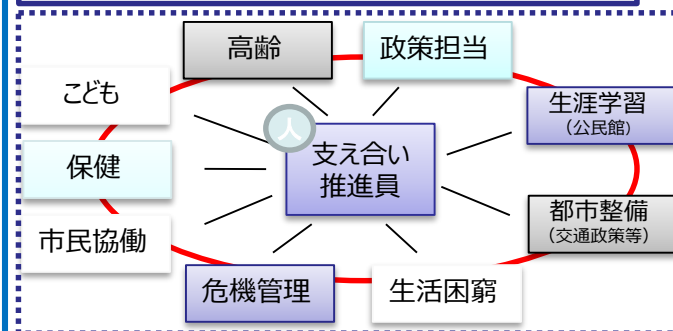 高齢
政策担当
こども
生涯学習
（公民館）
人
支え合い
推進員
保健
都市整備
（交通政策等）
市民協働
危機管理
生活困窮